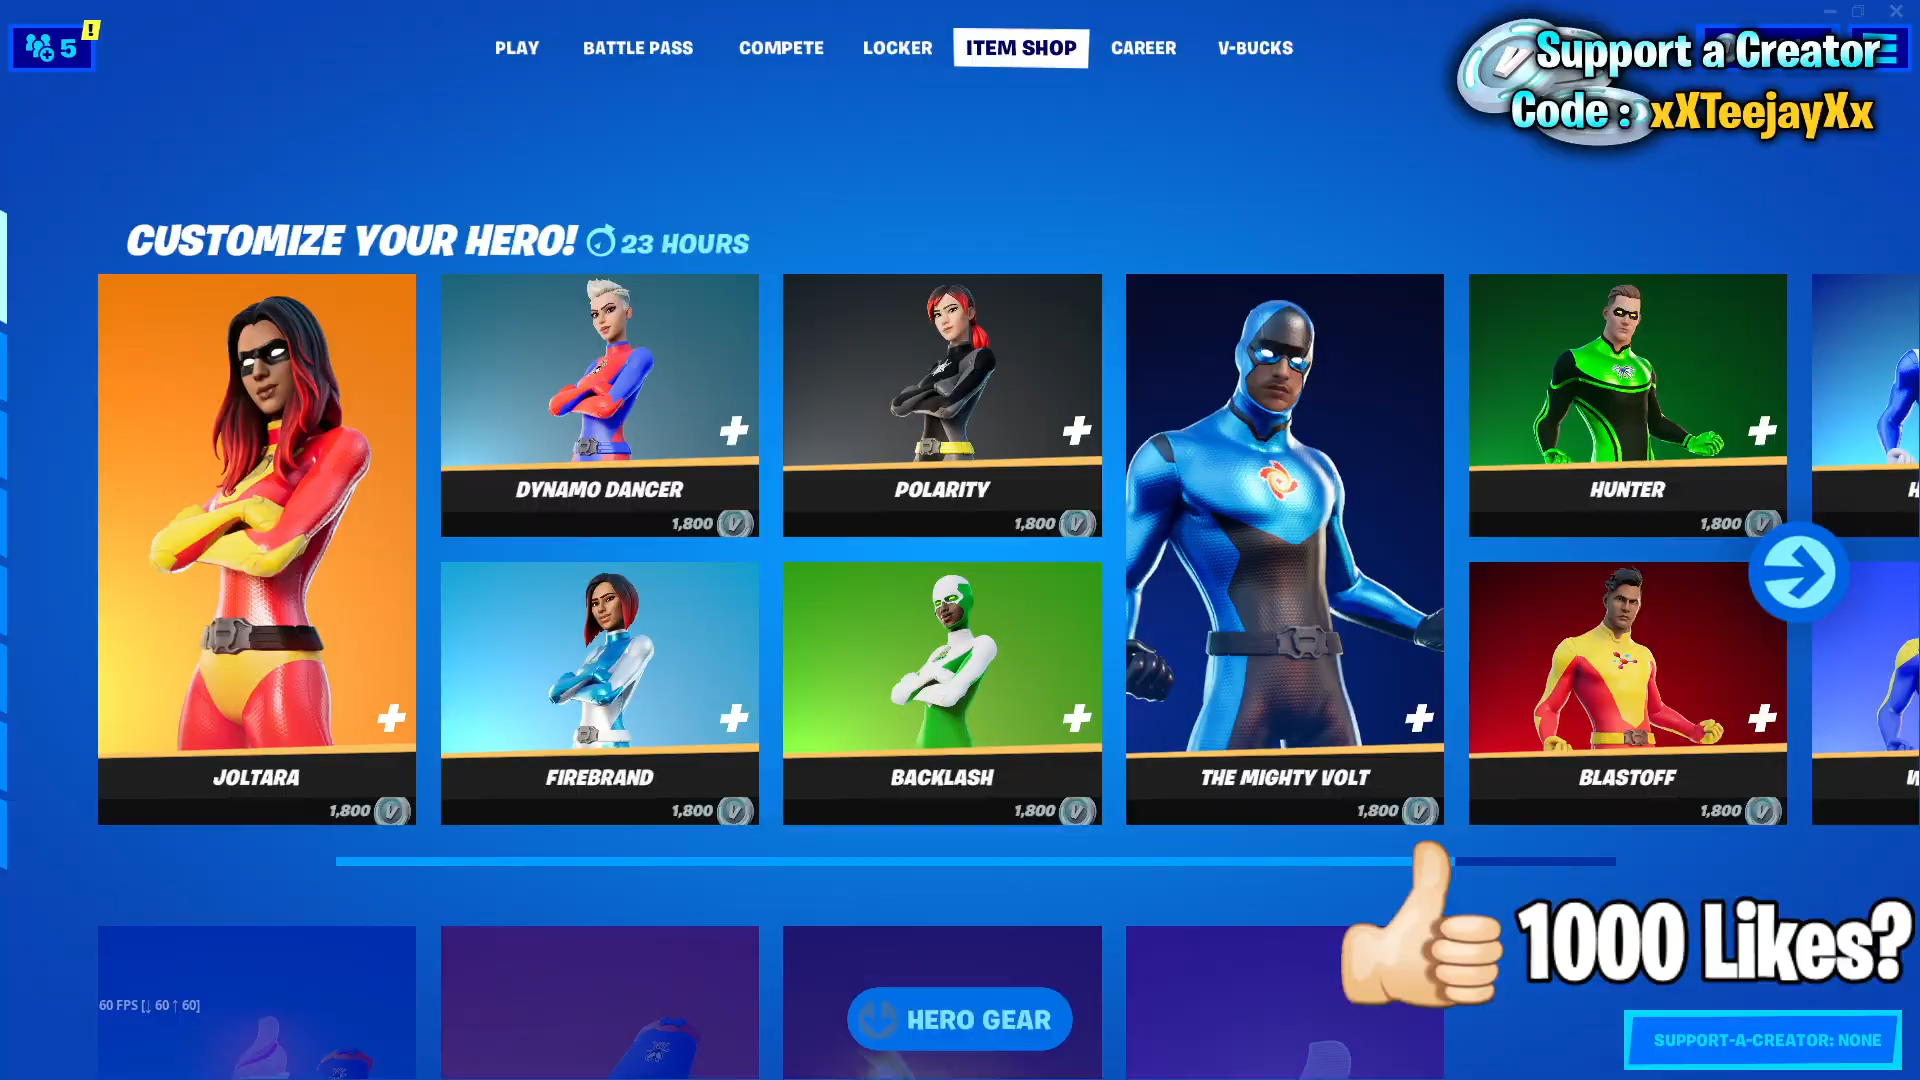 5
!
PLAY
BATTLE PASS
COMPETE
LOCKER
ITEM SHOP
CAREER
V-BUCKS
Support a Creator
Code : xXTeejayXx
CUSTOMIZE YOUR HERO! 23 HOURS
DYNAMO DANCER
1,800
POLARITY
1,800
HUNTER
1,800
JOLTARA
1,800
FIREBRAND
1,800
BACKLASH
1,800
THE MIGHTY VOLT
1,800
BLASTOFF
1,800
1000 Likes?
60 FPS [↓ 60 ↑ 60]
HERO GEAR
SUPPORT-A-CREATOR: NONE